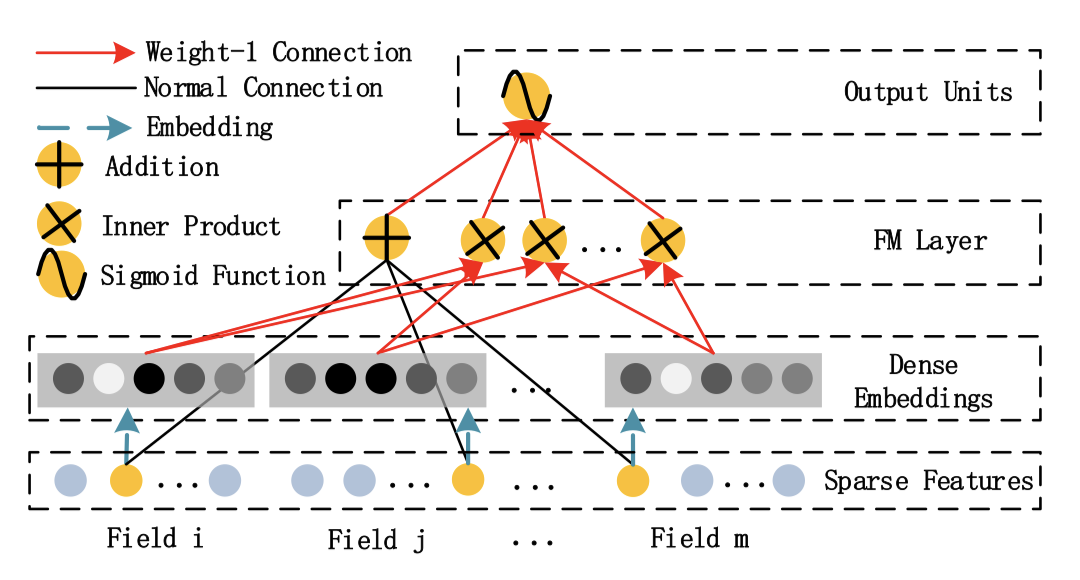 Weight-1 Connection
Normal Connection
Embedding
Addition
Inner Product
Sigmoid Function
Output Units
...
FM Layer
...
Dense
Embeddings
... ... ... ...
Sparse Features
Field i Field j ... Field m